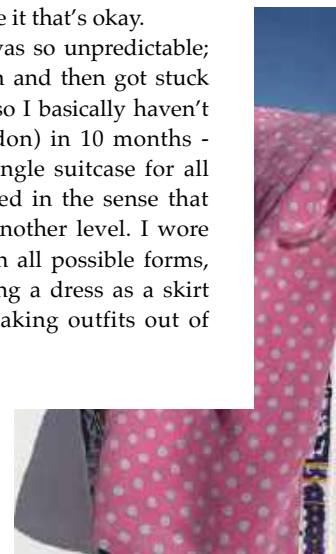 e it that's okay.
vas so unpredictable;
n and then got stuck
so I basically haven't
don) in 10 months -
ngle suitcase for all
ed in the sense that
nother level. I wore
n all possible forms,
ng a dress as a skirt
aking outfits out of